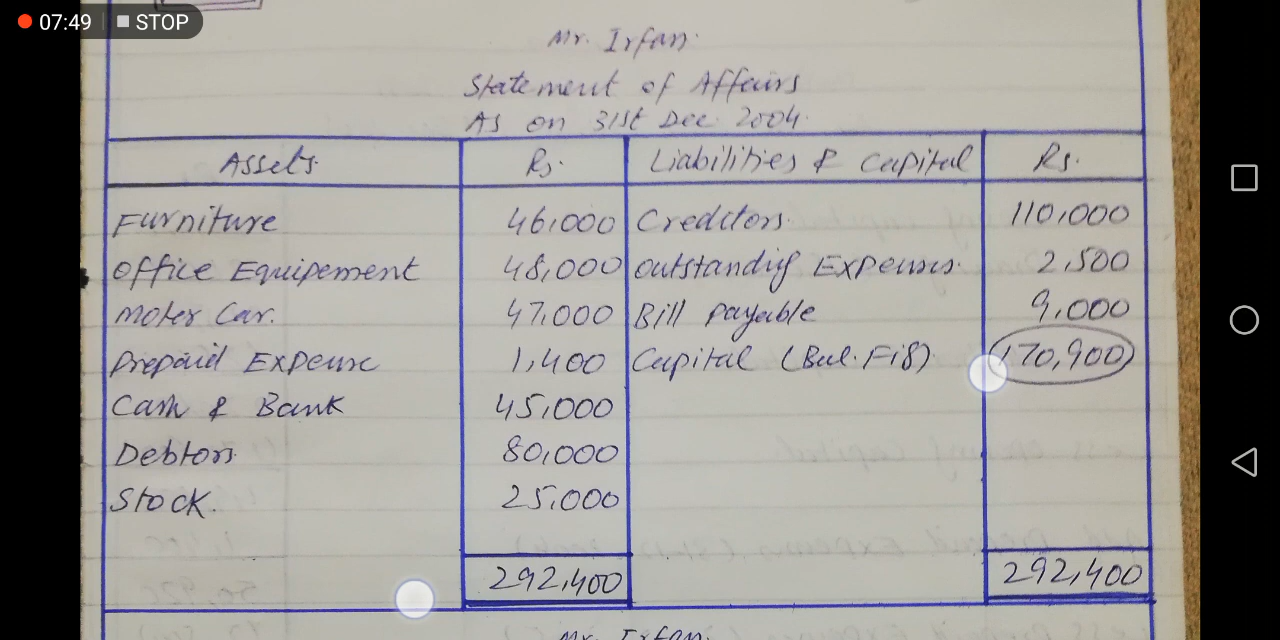 07:49 STOP
Mr. Irfan.
Statement of Affairs
As on 31st Dec 2004.
Assets. Rs. Liabilities & Capital Rs.
Furniture 46,000 Creditors. 110,000
Office Equipement 48,000 Outstanding Expenses. 2,500
Moter Car. 47,000 Bill Payable 9,000
Prepaid Expense 1,400 Capital (Bal. Fig). 170,900
Cash & Bank 45,000
Debtors. 80,000
Stock. 25,000
292,400 292,400
Mr. Irfan.